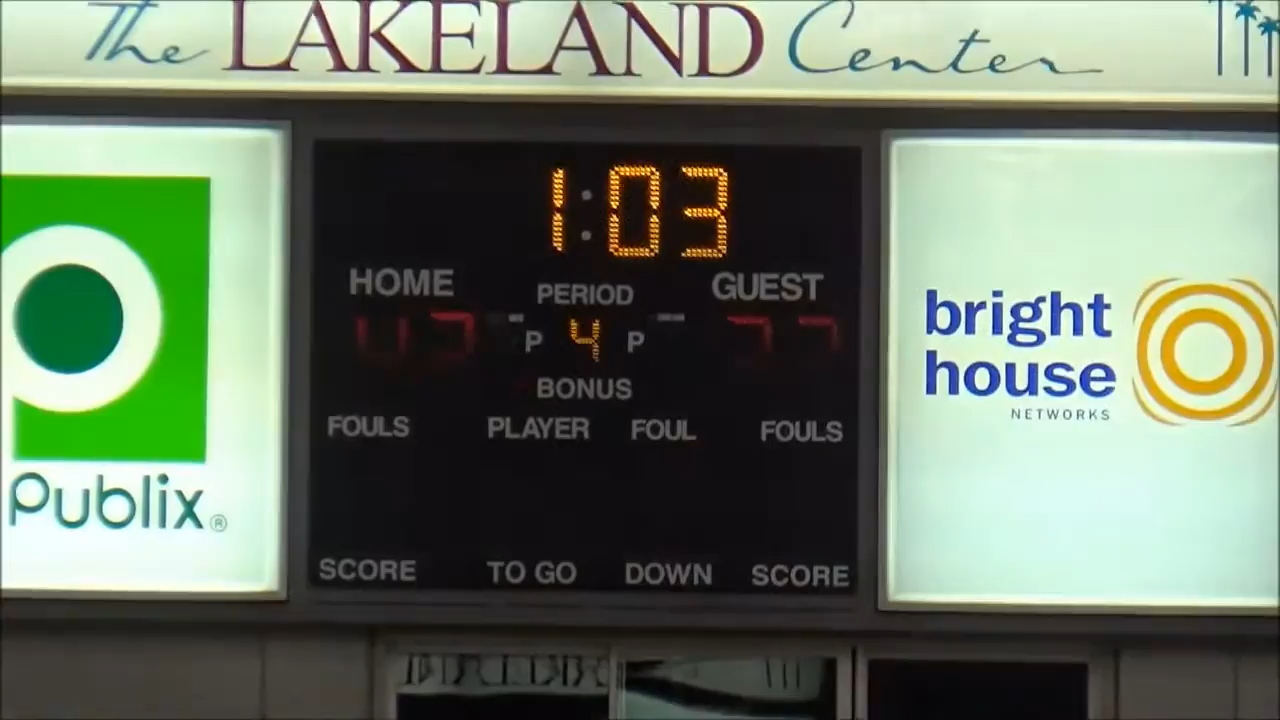 The LAKELAND Center
1:03
HOME
PERIOD
GUEST
P 4 P
BONUS
FOULS
PLAYER
FOUL
FOULS
SCORE
TO GO
DOWN
SCORE
Publix®
bright
house
NETWORKS